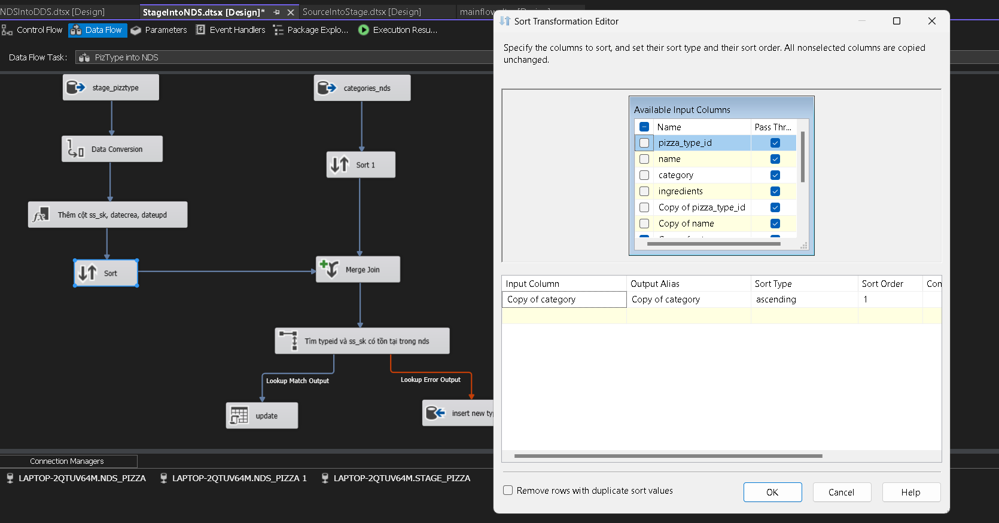 NDSIntoDDS.dtsx [Design]
StageIntoNDS.dtsx [Design]*
SourceIntoStage.dtsx [Design]
Control Flow
Data Flow
Parameters
Event Handlers
Package Explo...
Execution Resu...
Data Flow Task:
PizType into NDS
stage_pizztype
categories_nds
Data Conversion
Sort 1
Thêm cột ss_sk, datecrea, dateupd
Sort
Merge Join
Tìm typeid và ss_sk có tồn tại trong nds
Lookup Match Output
Lookup Error Output
update
insert new typ
Connection Managers
LAPTOP-2QTUV64M.NDS_PIZZA
LAPTOP-2QTUV64M.NDS_PIZZA 1
LAPTOP-2QTUV64M.STAGE_PIZZA
Sort Transformation Editor
Specify the columns to sort, and set their sort type and their sort order. All nonselected columns are copied
unchanged.
Available Input Columns
Name Pass Thr...
pizza_type_id
name
category
ingredients
Copy of pizza_type_id
Copy of name
Input Column Output Alias Sort Type Sort Order Con
Copy of category Copy of category ascending 1
Remove rows with duplicate sort values
OK
Cancel
Help